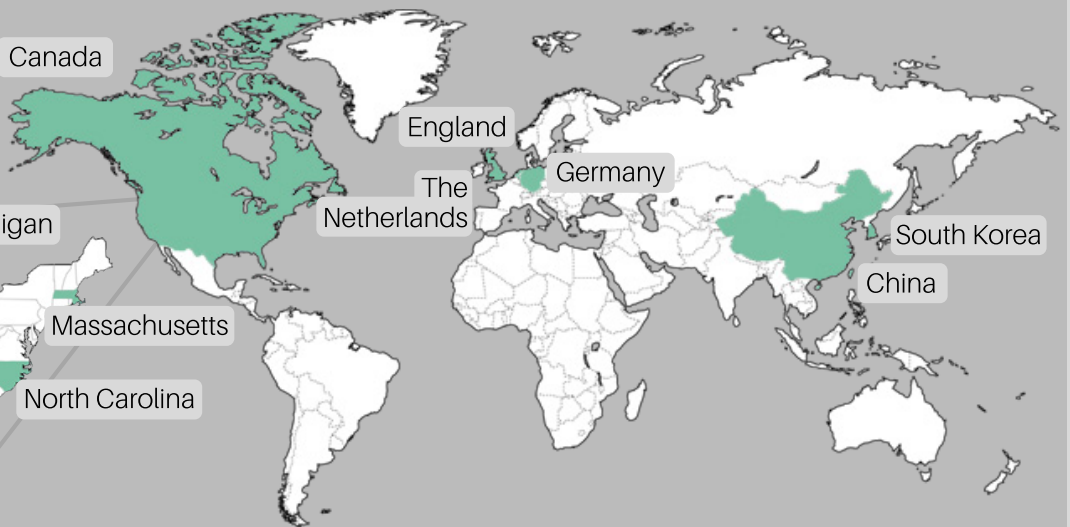 Canada
England
Germany
The
Netherlands
igan
South Korea
China
Massachusetts
North Carolina